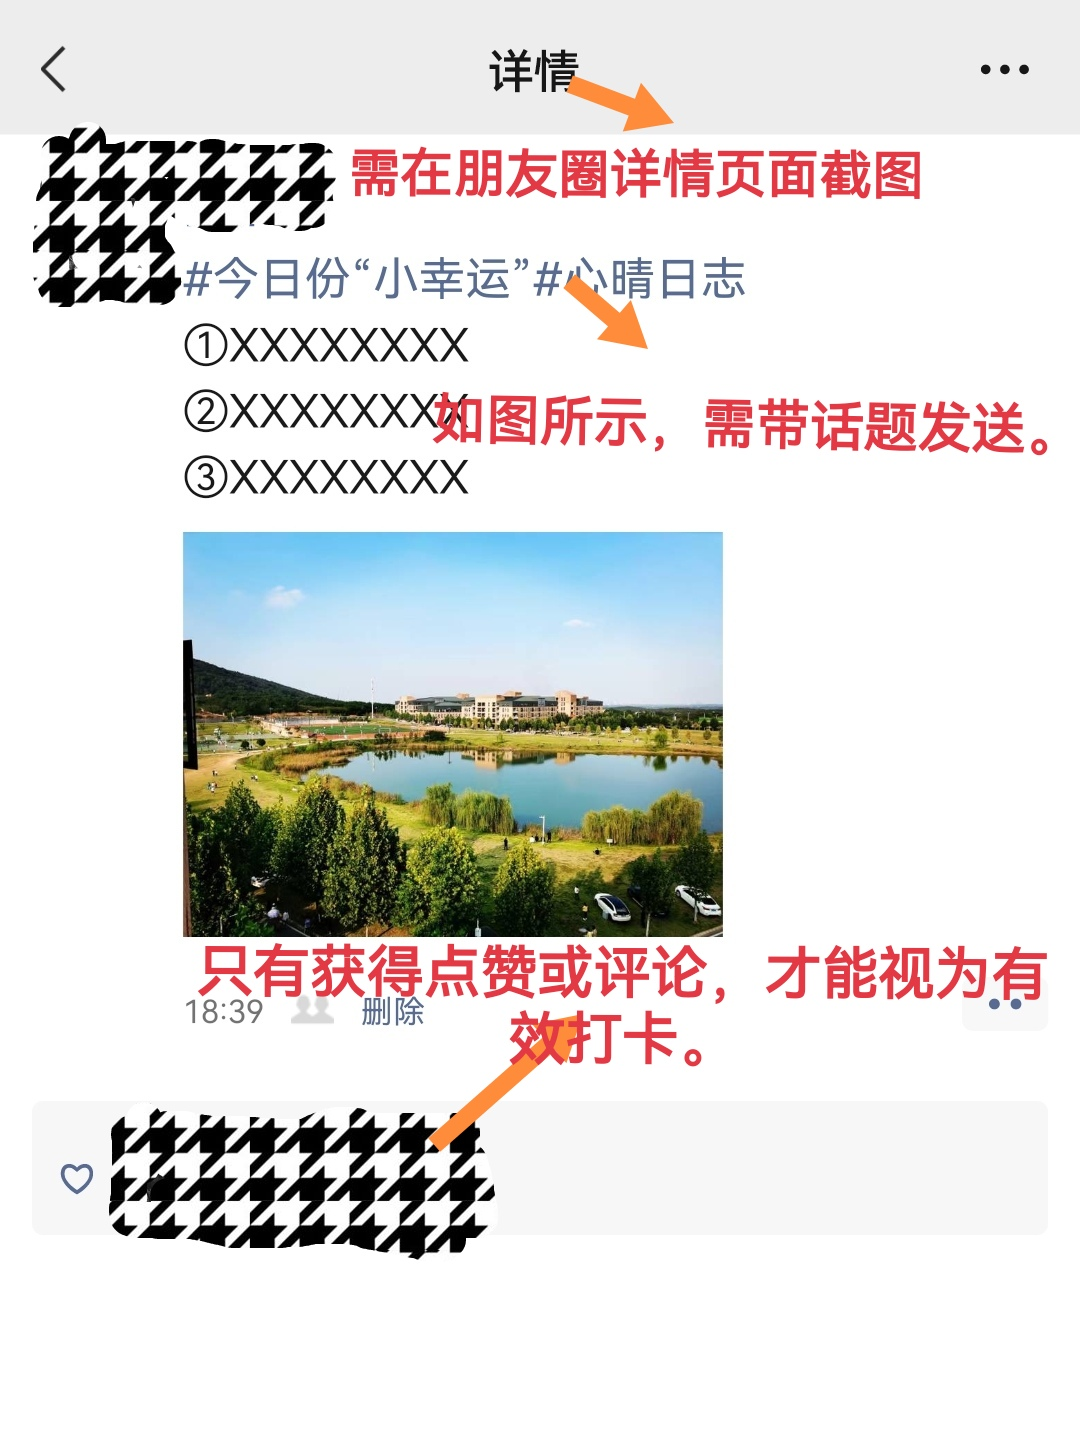 详情
需在朋友圈详情页面截图
#今日份“小幸运”#心晴日志
①XXXXXXXX
②XXXXXXXX
如图所示，需带话题发送。
③XXXXXXXX
只有获得点赞或评论，才能视为有
效打卡。
18:39 删除